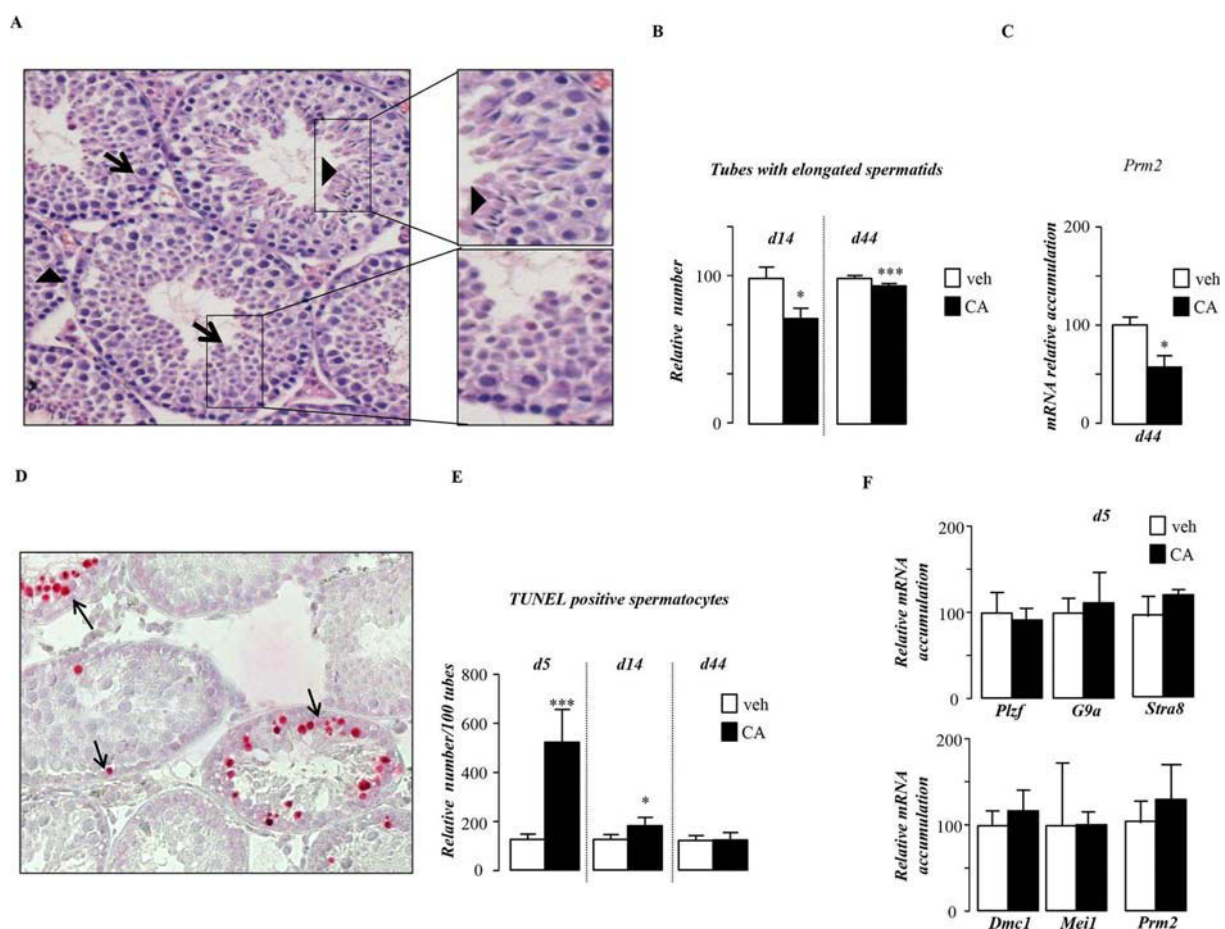 A
B
C
Tubes with elongated spermatids
Prm2
d14
d44
Relative number
100
0
*
***
veh
CA
mRNA relative accumulation
200
100
0
*
veh
CA
d44
D
E
F
TUNEL positive spermatocytes
d5
d14
d44
Relative number/100 tubes
800
600
400
200
0
***
*
veh
CA
d5
Relative mRNA
accumulation
200
100
0
veh
CA
Plzf G9a Stra8
Relative mRNA
accumulation
200
100
0
Dmc1 Mei1 Prm2